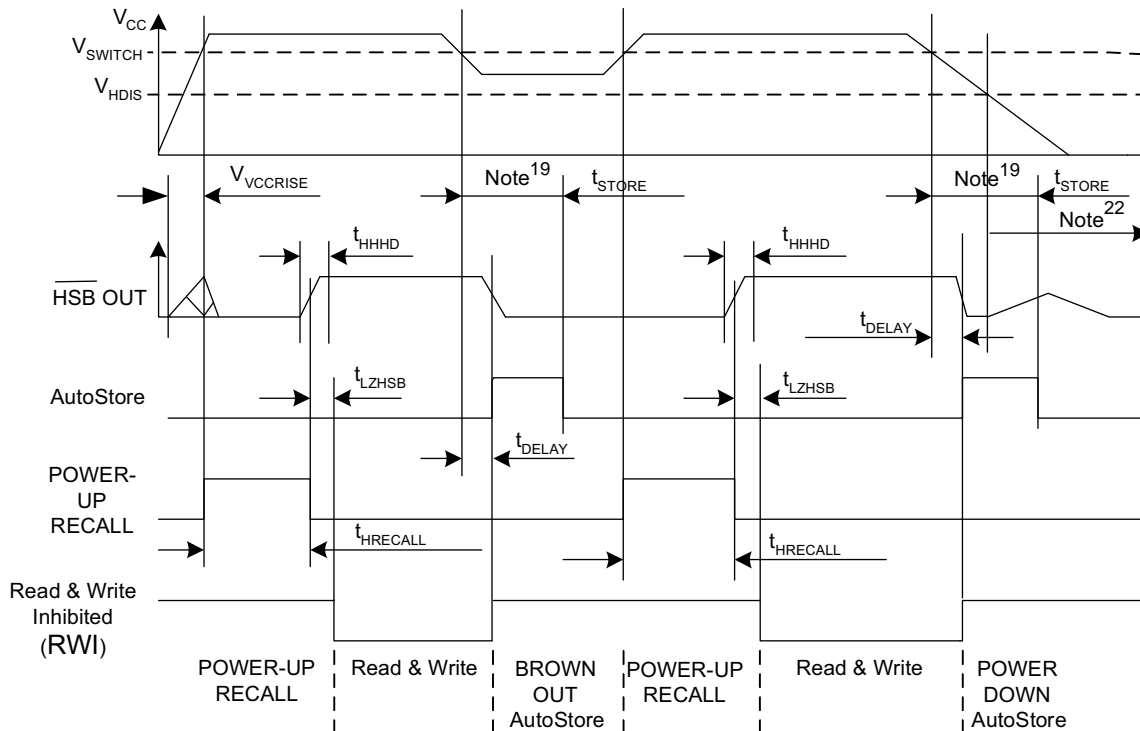 VCC
VSWITCH
VHDIS
VVCCRISE
Note19
tSTORE
Note19
tSTORE
Note22
tHHHD
tHHHD
HSB OUT
tDELAY
tLZHSB
tLZHSB
AutoStore
tDELAY
POWER-
UP
RECALL
tHRECALL
tHRECALL
Read & Write
Inhibited
(RWI)
POWER-UP
RECALL
Read & Write
BROWN
OUT
AutoStore
POWER-UP
RECALL
Read & Write
POWER
DOWN
AutoStore